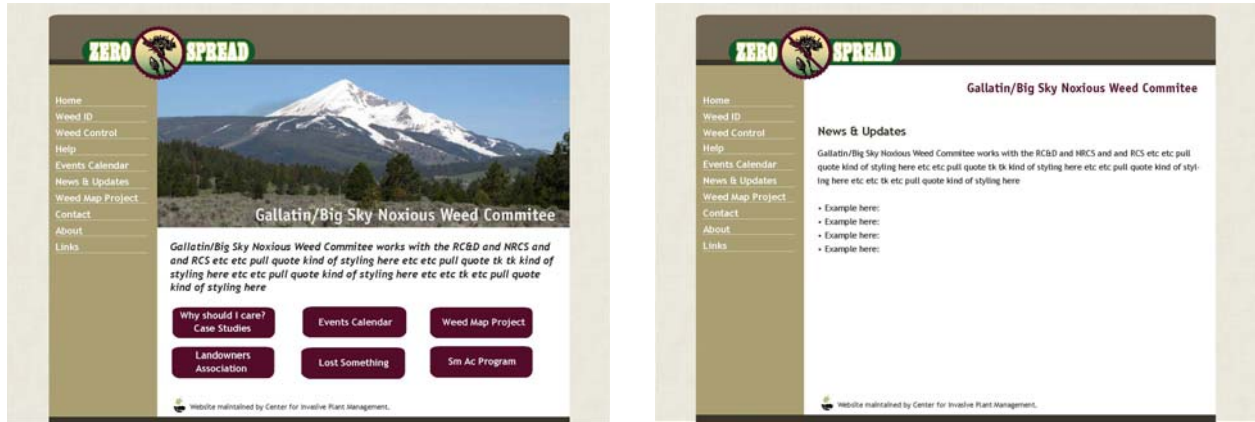 ZERO SPREAD
Home
Weed ID
Weed Control
Help
Events Calendar
News & Updates
Weed Map Project
Contact
About
Links
Gallatin/Big Sky Noxious Weed Commitee
Gallatin/Big Sky Noxious Weed Commitee works with the RC&D and NRCS and
and RCS etc etc pull quote kind of styling here etc etc pull quote tk tk kind of
styling here etc etc pull quote kind of styling here etc etc tk etc pull quote
kind of styling here
Why should I care?
Case Studies
Events Calendar
Weed Map Project
Landowners
Association
Lost Something
Sm Ac Program
Website maintained by Center for Invasive Plant Management.
ZERO SPREAD
Gallatin/Big Sky Noxious Weed Commitee
Home
Weed ID
Weed Control
Help
Events Calendar
News & Updates
Weed Map Project
Contact
About
Links
News & Updates
Gallatin/Big Sky Noxious Weed Commitee works with the RC&D and NRCS and and RCS etc etc pull
quote kind of styling here etc etc pull quote tk tk kind of styling here etc etc pull quote kind of styl-
ing here etc etc tk etc pull quote kind of styling here
• Example here:
• Example here:
• Example here:
• Example here:
Website maintained by Center for Invasive Plant Management.